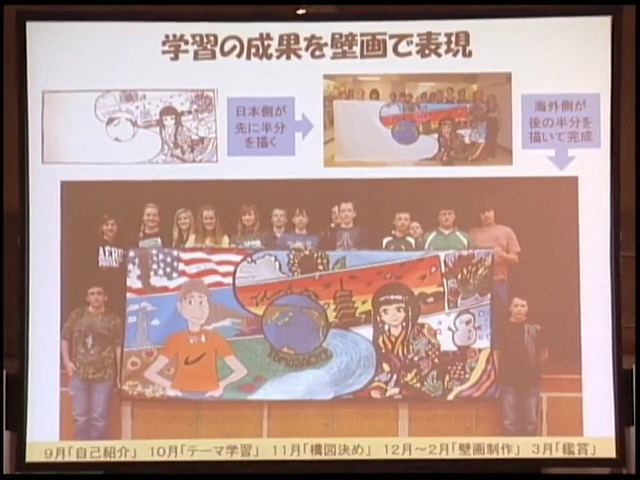 学習の成果を壁画で表現
日本側が
先に半分
を描く
海外側が
後の半分を
描いて完成
9月「自己紹介」 10月「テーマ学習」 11月「構図決め」 12月～2月「壁画制作」 3月「鑑賞」